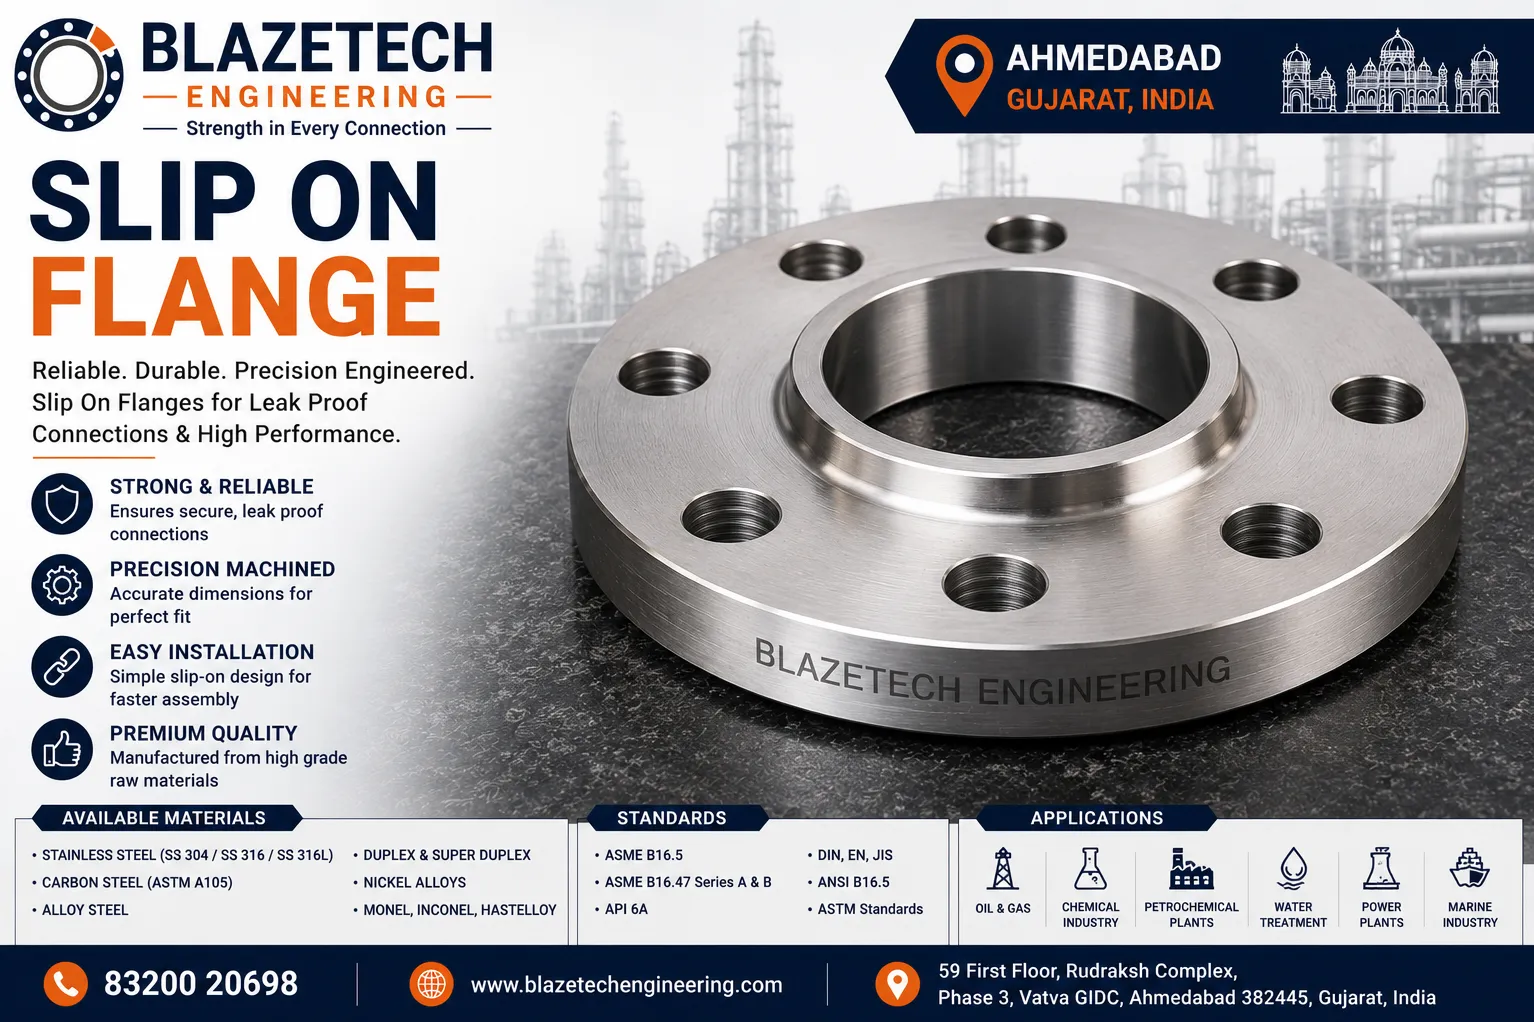 BLAZETECH
ENGINEERING
Strength in Every Connection
AHMEDABAD
GUJARAT, INDIA
SLIP ON
FLANGE
Reliable. Durable. Precision Engineered.
Slip On Flanges for Leak Proof
Connections & High Performance.
STRONG & RELIABLE
Ensures secure, leak proof
connections
PRECISION MACHINED
Accurate dimensions for
perfect fit
EASY INSTALLATION
Simple slip-on design for
faster assembly
PREMIUM QUALITY
Manufactured from high grade
raw materials
BLAZETECH ENGINEERING
AVAILABLE MATERIALS
• STAINLESS STEEL (SS 304 / SS 316 / SS 316L)
• CARBON STEEL (ASTM A105)
• ALLOY STEEL
• DUPLEX & SUPER DUPLEX
• NICKEL ALLOYS
• MONEL, INCONEL, HASTELLOY
STANDARDS
• ASME B16.5
• ASME B16.47 Series A & B
• API 6A
• DIN, EN, JIS
• ANSI B16.5
• ASTM Standards
APPLICATIONS
OIL & GAS
CHEMICAL
INDUSTRY
PETROCHEMICAL
PLANTS
WATER
TREATMENT
POWER
PLANTS
MARINE
INDUSTRY
83200 20698
www.blazetechengineering.com
59 First Floor, Rudraksh Complex,
Phase 3, Vatva GIDC, Ahmedabad 382445, Gujarat, India